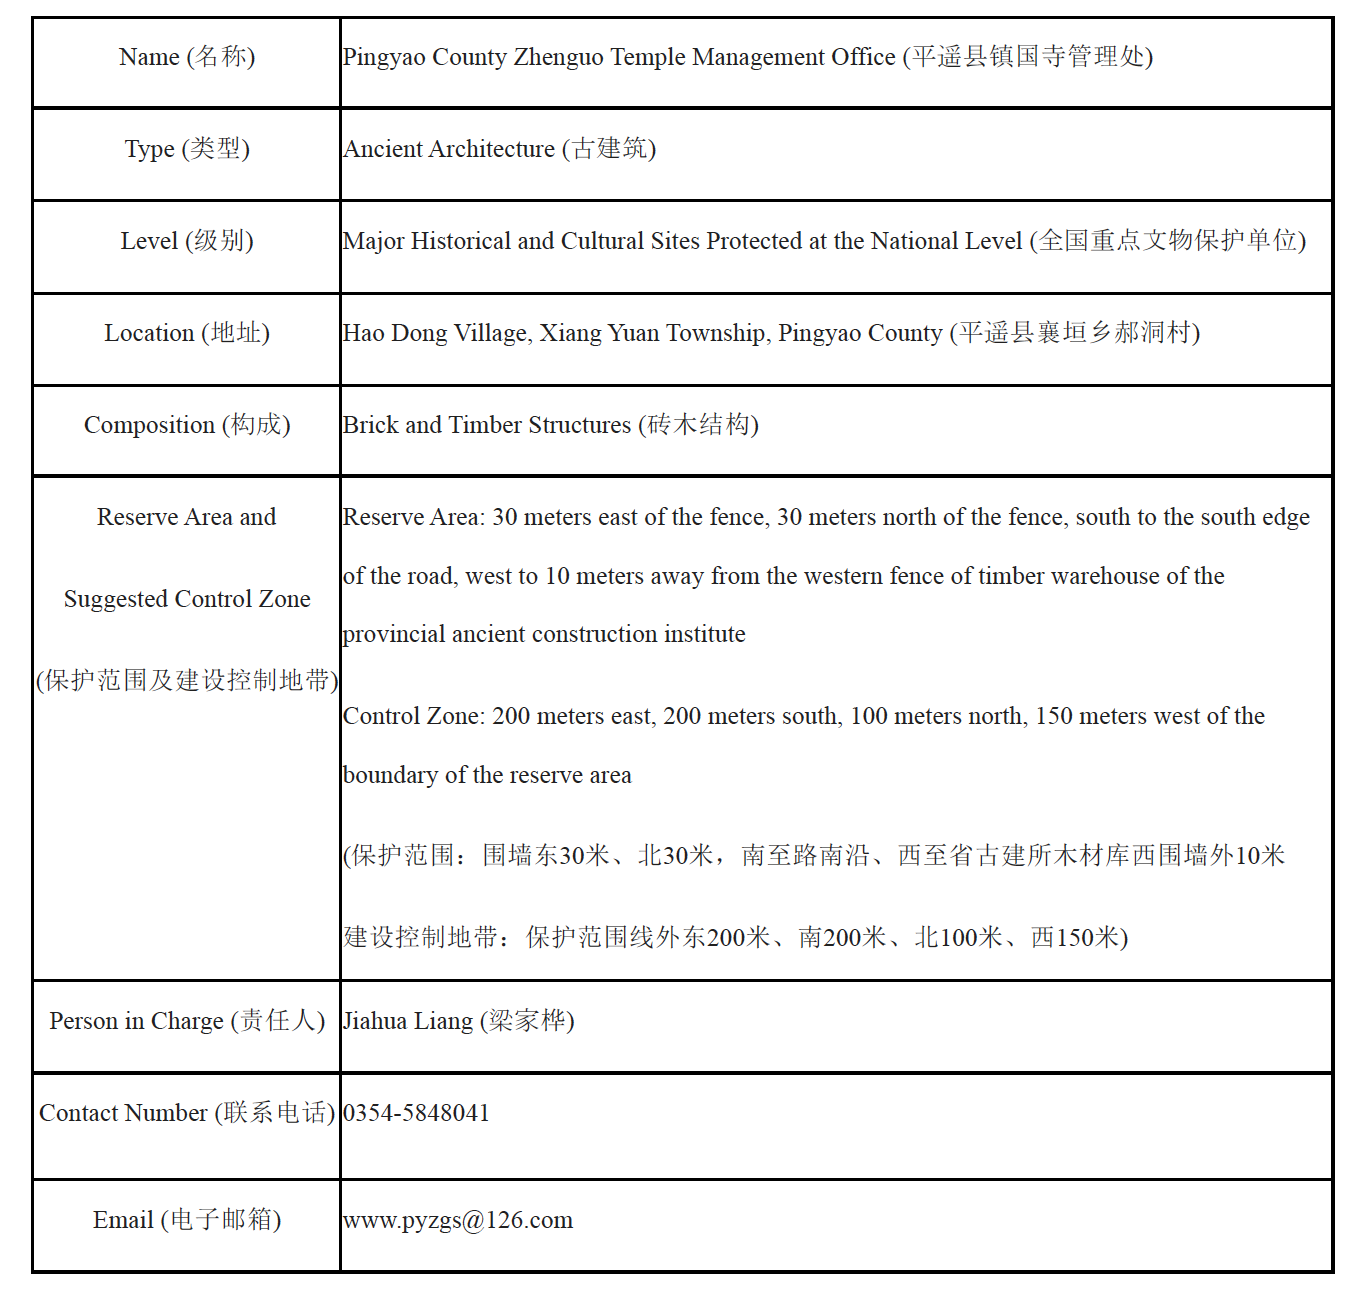 Name (名称)
Pingyao County Zhenguo Temple Management Office (平遥县镇国寺管理处)
Type (类型)
Ancient Architecture (古建筑)
Level (级别)
Major Historical and Cultural Sites Protected at the National Level (全国重点文物保护单位)
Location (地址)
Hao Dong Village, Xiang Yuan Township, Pingyao County (平遥县襄垣乡郝洞村)
Composition (构成)
Brick and Timber Structures (砖木结构)
Reserve Area and
Suggested Control Zone
(保护范围及建设控制地带)
Reserve Area: 30 meters east of the fence, 30 meters north of the fence, south to the south edge
of the road, west to 10 meters away from the western fence of timber warehouse of the
provincial ancient construction institute
Control Zone: 200 meters east, 200 meters south, 100 meters north, 150 meters west of the
boundary of the reserve area
(保护范围：围墙东30米、北30米，南至路南沿、西至省古建所木材库西围墙外10米
建设控制地带：保护范围线外东200米、南200米、北100米、西150米)
Person in Charge (责任人)
Jiahua Liang (梁家桦)
Contact Number (联系电话)
0354-5848041
Email (电子邮箱)
www.pyzgs@126.com